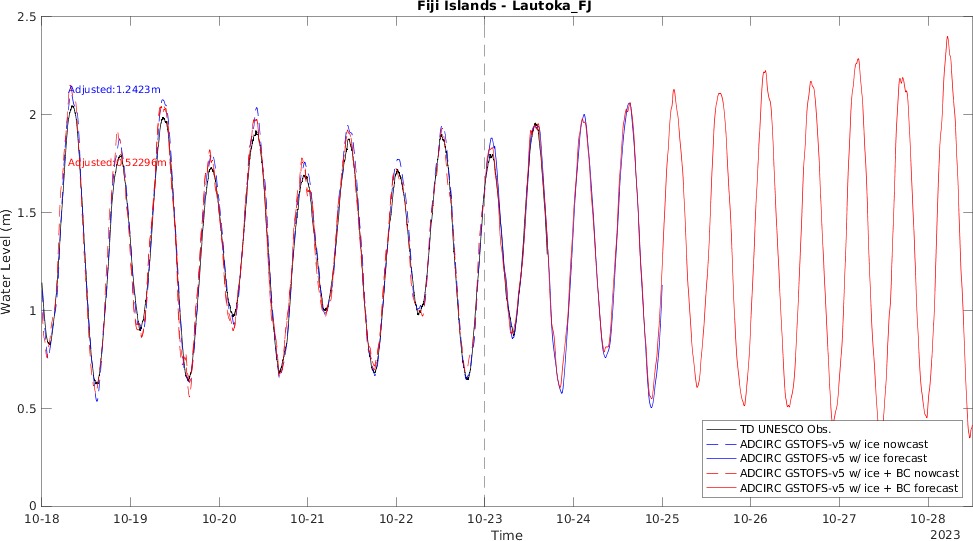 Fiji Islands - Lautoka_FJ
2.5
2
1.5
1
0.5
0
Water Level (m)
Adjusted:1.2423m
Adjusted:0.52296m
TD UNESCO Obs.
ADCIRC GSTOFS-v5 w/ ice nowcast
ADCIRC GSTOFS-v5 w/ ice forecast
ADCIRC GSTOFS-v5 w/ ice + BC nowcast
ADCIRC GSTOFS-v5 w/ ice + BC forecast
10-18 10-19 10-20 10-21 10-22 10-23 10-24 10-25 10-26 10-27 10-28
Time
2023